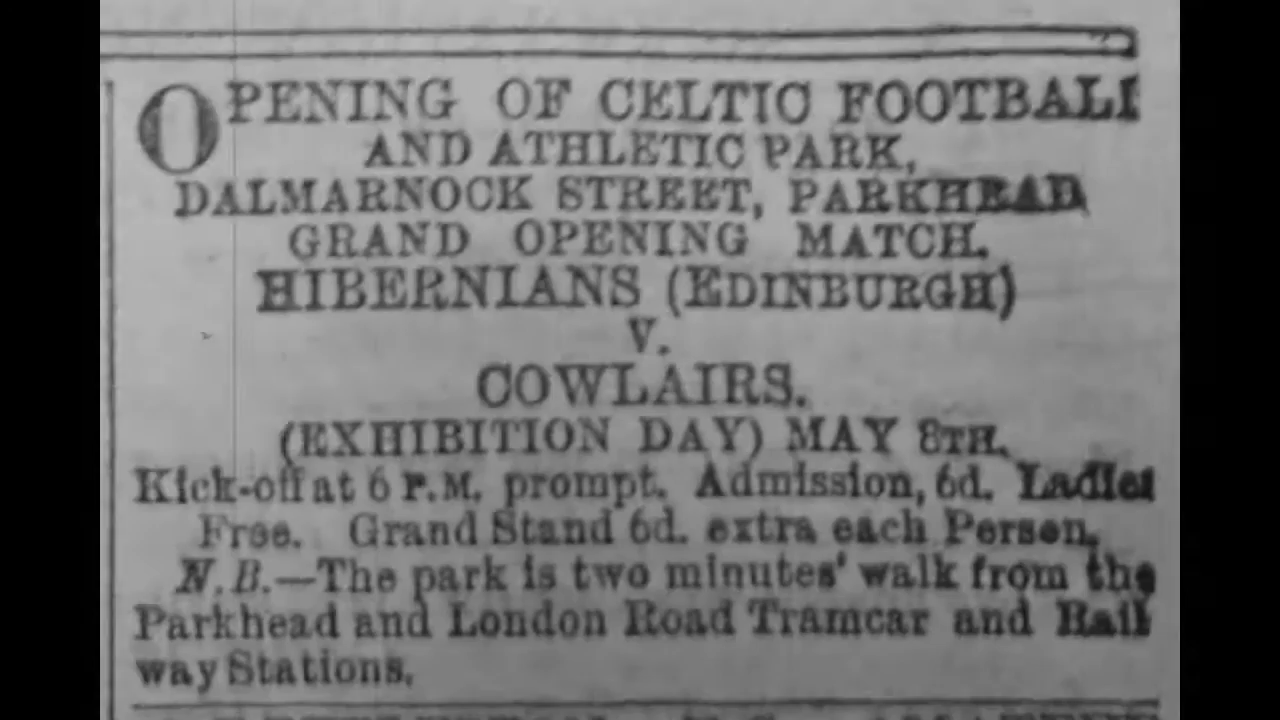 OPENING OF CELTIC FOOTBALL
AND ATHLETIC PARK,
DALMARNOCK STREET, PARKHEAD
GRAND OPENING MATCH.
HIBERNIANS (EDINBURGH)
V.
COWLAIRS.
(EXHIBITION DAY) MAY 8TH.
Kick-off at 6 P.M. prompt. Admission, 6d. Ladies
Free. Grand Stand 6d. extra each Person.
N.B.—The park is two minutes' walk from the
Parkhead and London Road Tramcar and Rail
way Stations.